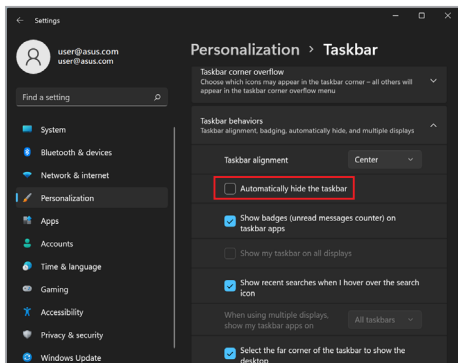 Settings
user@asus.com
user@asus.com
Find a setting
System
Bluetooth & devices
Network & internet
Personalization
Apps
Accounts
Time & language
Gaming
Accessibility
Privacy & security
Windows Update
Personalization > Taskbar
Taskbar corner overflow
Choose which icons may appear in the taskbar corner – all others will
appear in the taskbar corner overflow menu
Taskbar behaviors
Taskbar alignment, badging, automatically hide, and multiple displays
Taskbar alignment
Center
Automatically hide the taskbar
Show badges (unread messages counter) on
taskbar apps
Show my taskbar on all displays
Show recent searches when I hover over the search
icon
When using multiple displays,
show my taskbar apps on
All taskbars
Select the far corner of the taskbar to show the
desktop